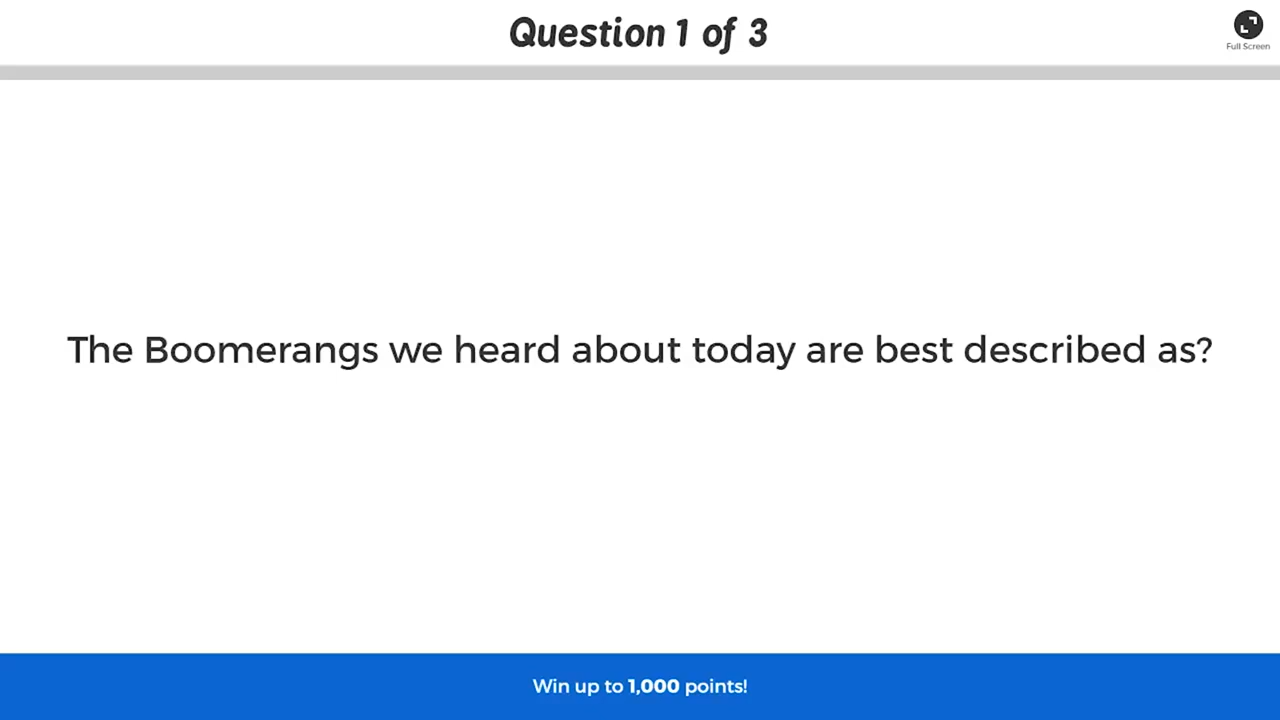 Question 1 of 3
Full Screen
The Boomerangs we heard about today are best described as?
Win up to 1,000 points!